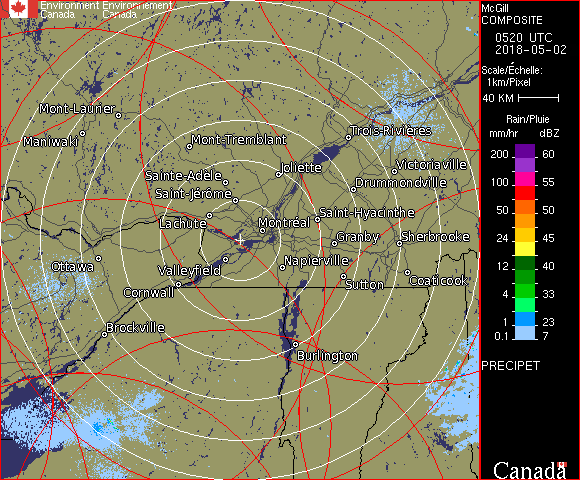 Environment Environnement
Canada Canada
McGill
COMPOSITE
0520 UTC
2018-05-02
Scale/Échelle:
1km/Pixel
40 KM
Rain/Pluie
mm/hr dBZ
200 60
100 55
50 50
24 45
12 40
4 33
1 23
0.1 7
PRECIPET
Canada
Mont-Laurier
Maniwaki
Mont-Tremblant
Trois-Rivières
Joliette
Victoriaville
Sainte-Adèle
Drummondville
Saint-Jérôme
Saint-Hyacinthe
Lachute
Montréal
Granby
Sherbrooke
Ottawa
Valleyfield
Napierville
Cornwall
Sutton
Coaticook
Brockville
Burlington